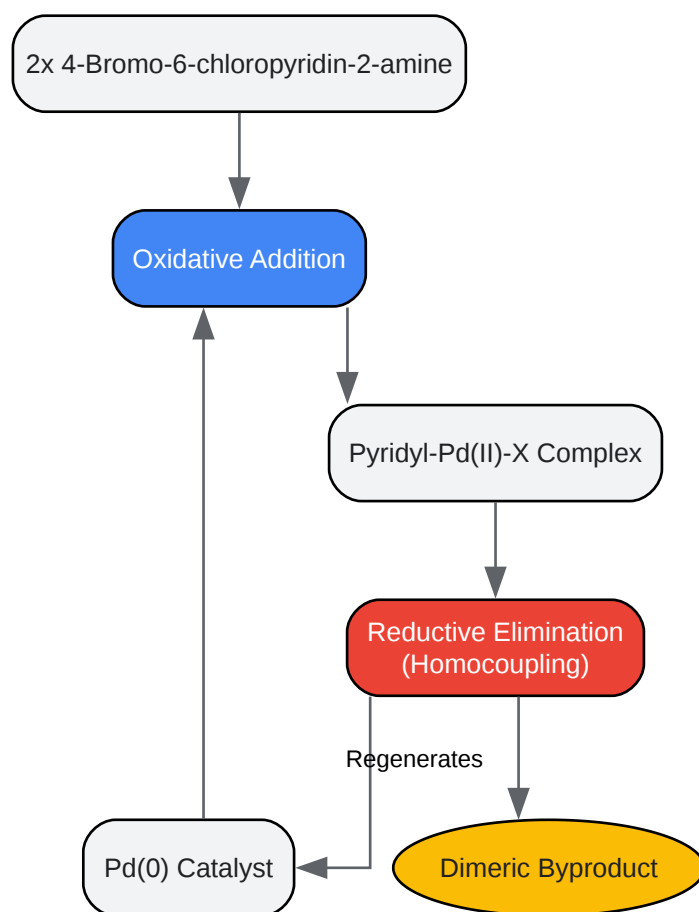 2x 4-Bromo-6-chloropyridin-2-amine
Oxidative Addition
Pyridyl-Pd(II)-X Complex
Reductive Elimination
(Homocoupling)
Regenerates
Pd(0) Catalyst
Dimeric Byproduct